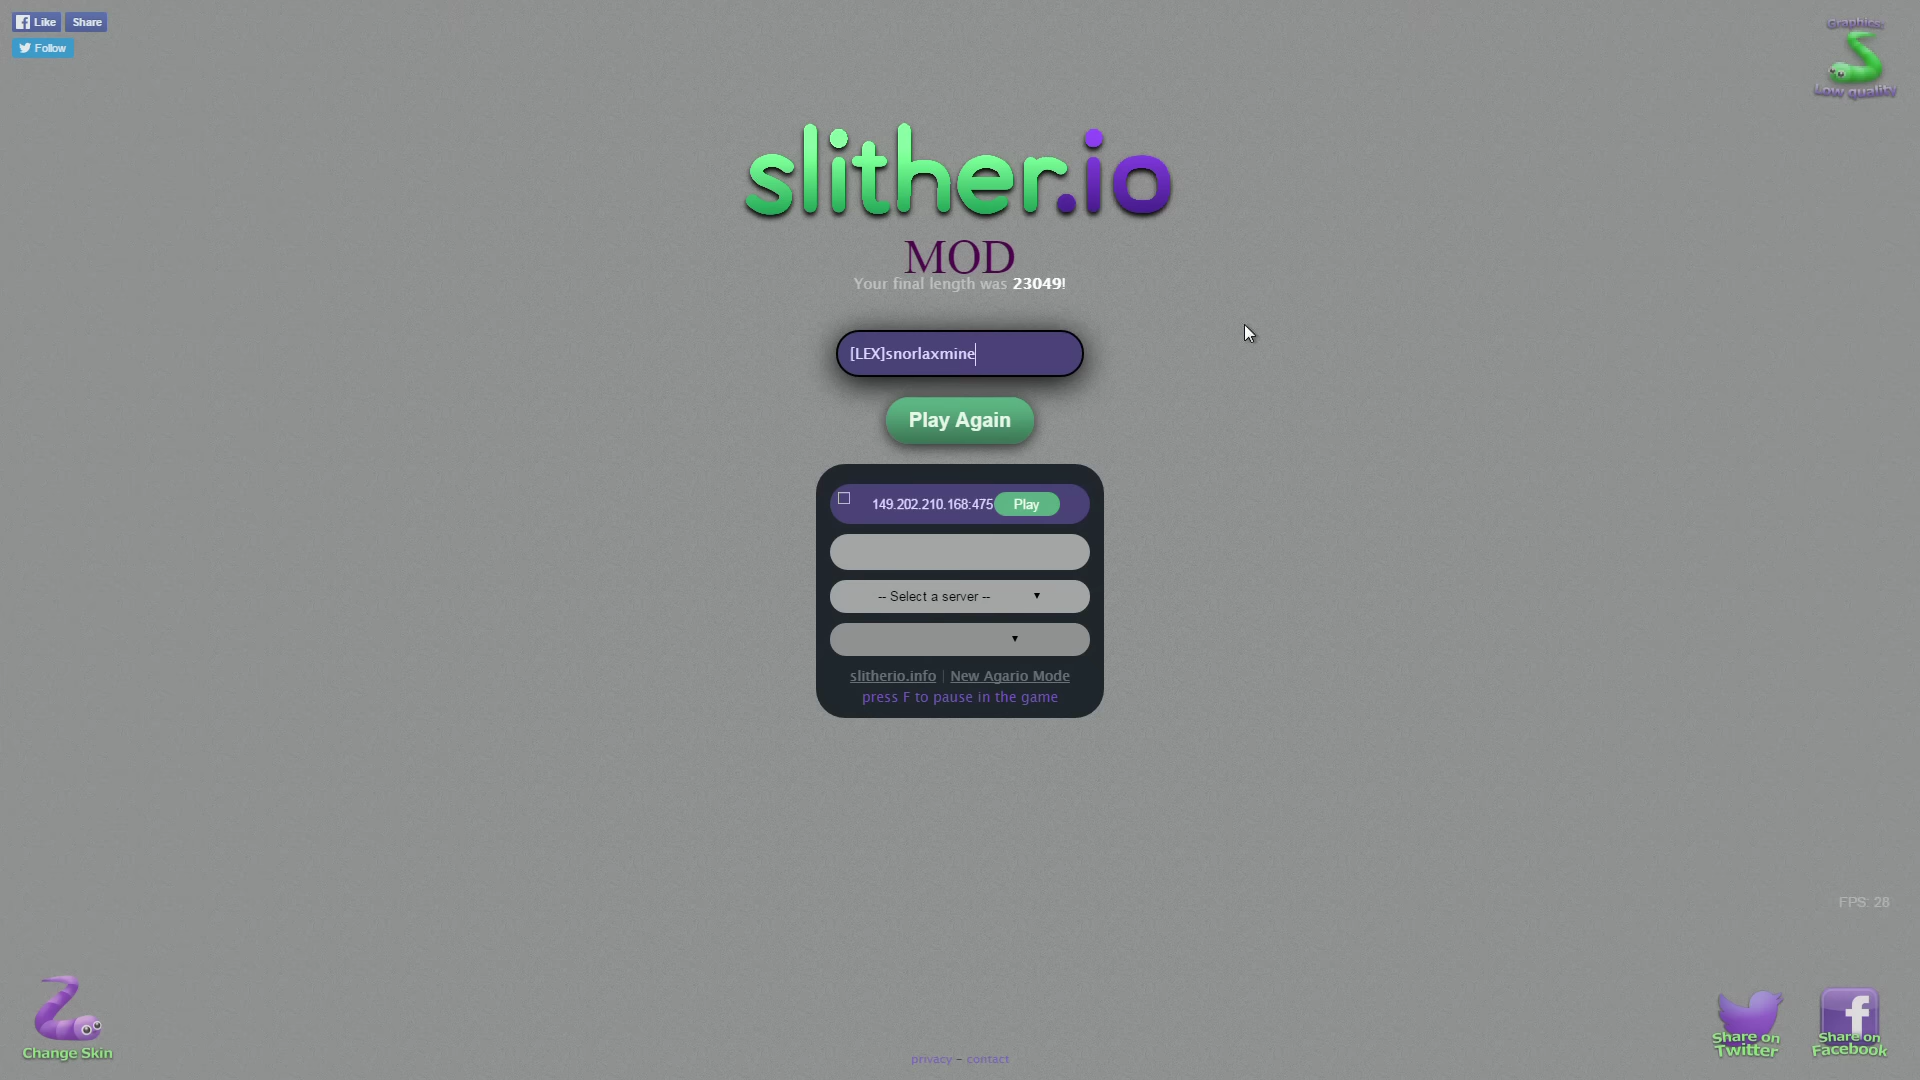 Like Share
Follow
Graphics:
Low quality
slither.io
MOD
Your final length was 23049!
[LEX]snorlaxmine
Play Again
149.202.210.168:475 Play
-- Select a server --
slitherio.info | New Agario Mode
press F to pause in the game
FPS: 28
Change Skin
Share on
Twitter
Share on
Facebook
privacy - contact